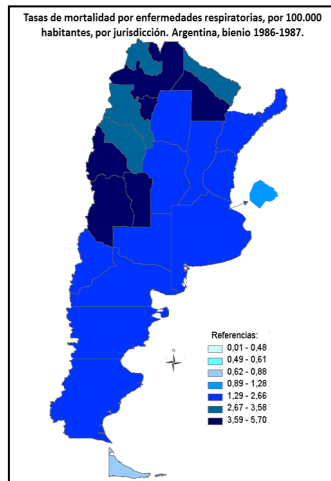 Tasas de mortalidad por enfermedades respiratorias, por 100.000
habitantes, por jurisdicción. Argentina, bienio 1986-1987.
N
Referencias:
0,01 - 0,48
0,49 - 0,61
0,62 - 0,88
0,89 - 1,28
1,29 - 2,66
2,67 - 3,58
3,59 - 5,70